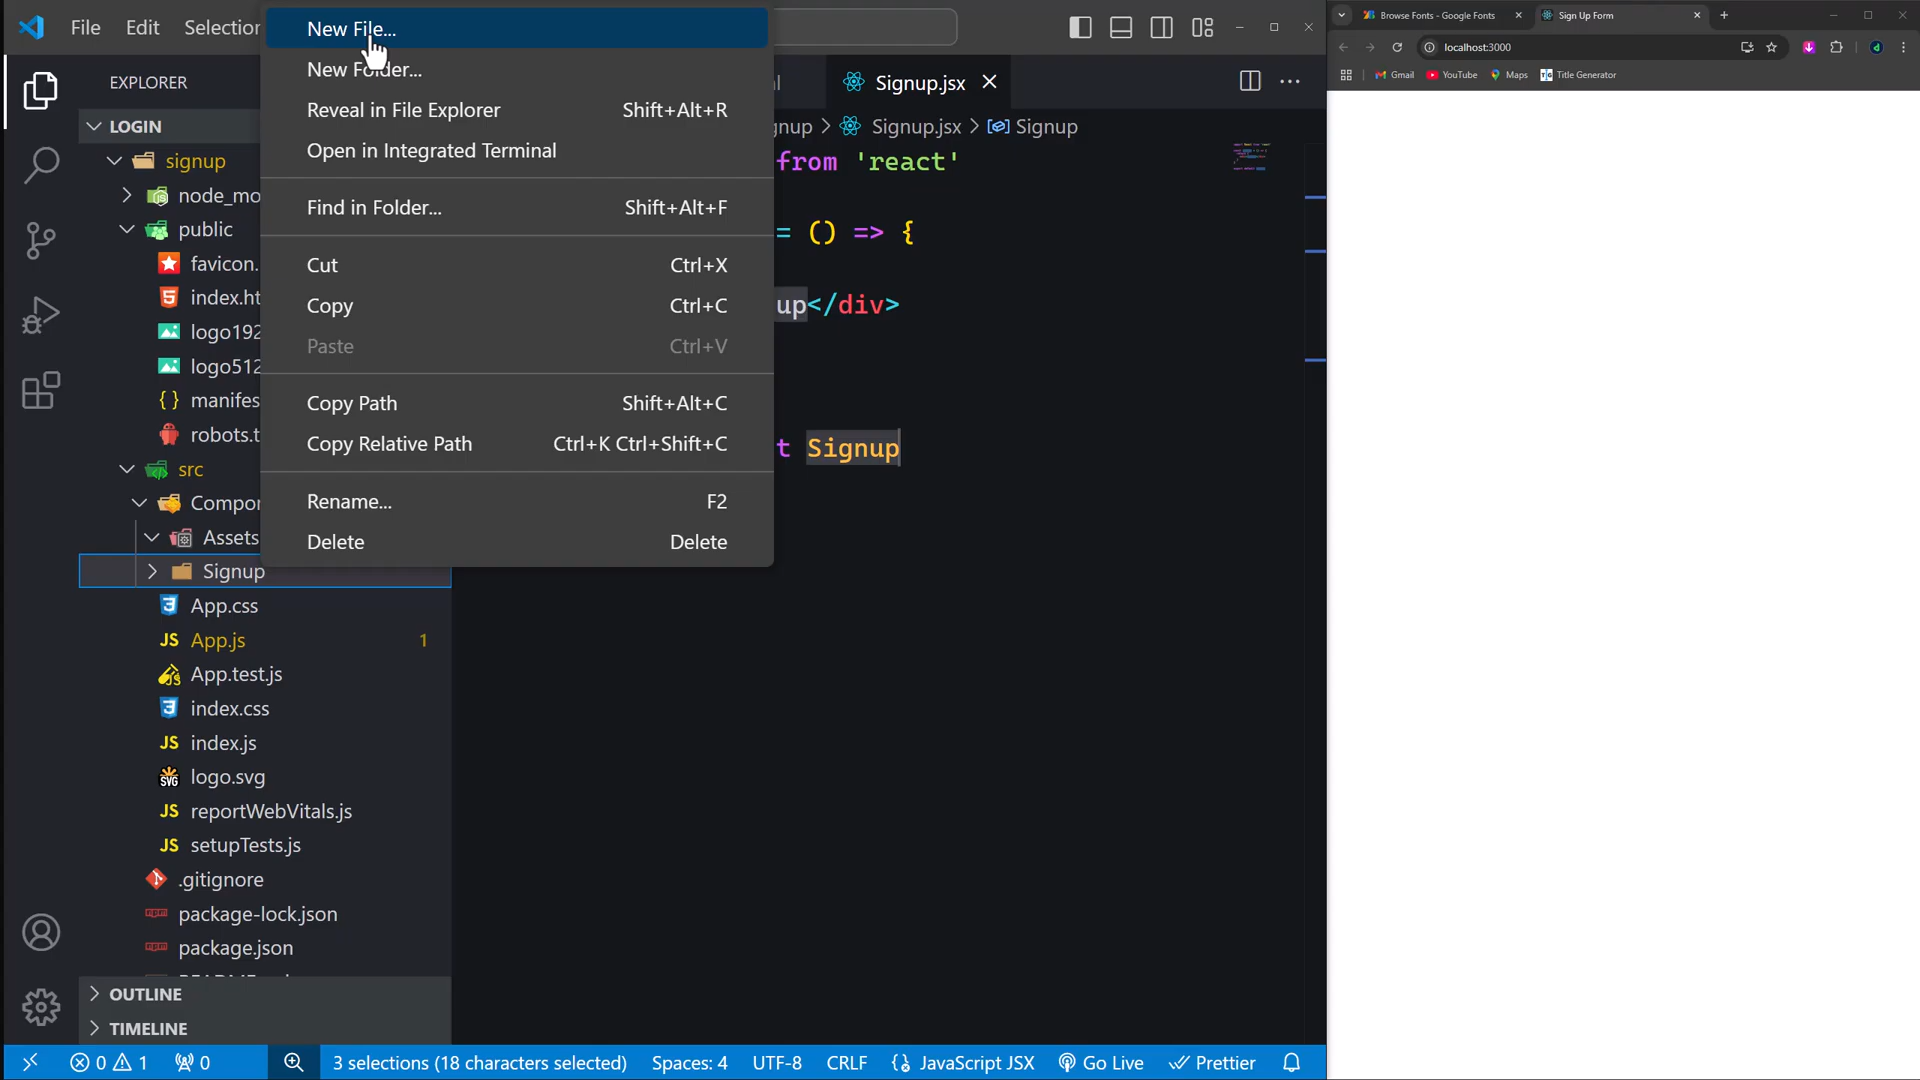 File Edit Selection
EXPLORER
LOGIN
signup
node_mo
public
favicon.
index.ht
logo192
logo512
manifes
robots.t
src
Compor
Assets
Signup
App.css
App.js 1
App.test.js
index.css
index.js
logo.svg
reportWebVitals.js
setupTests.js
.gitignore
package-lock.json
package.json
OUTLINE
TIMELINE
New File...
New Folder...
Reveal in File Explorer Shift+Alt+R
Open in Integrated Terminal
Find in Folder... Shift+Alt+F
Cut Ctrl+X
Copy Ctrl+C
Paste Ctrl+V
Copy Path Shift+Alt+C
Copy Relative Path Ctrl+K Ctrl+Shift+C
Rename... F2
Delete Delete
Signup.jsx
gnup > Signup.jsx > Signup
from 'react'
= () => {
up</div>
t Signup
0 1 0 3 selections (18 characters selected) Spaces: 4 UTF-8 CRLF {} JavaScript JSX Go Live Prettier
Browse Fonts - Google Fonts Sign Up Form
localhost:3000
Gmail YouTube Maps Title Generator